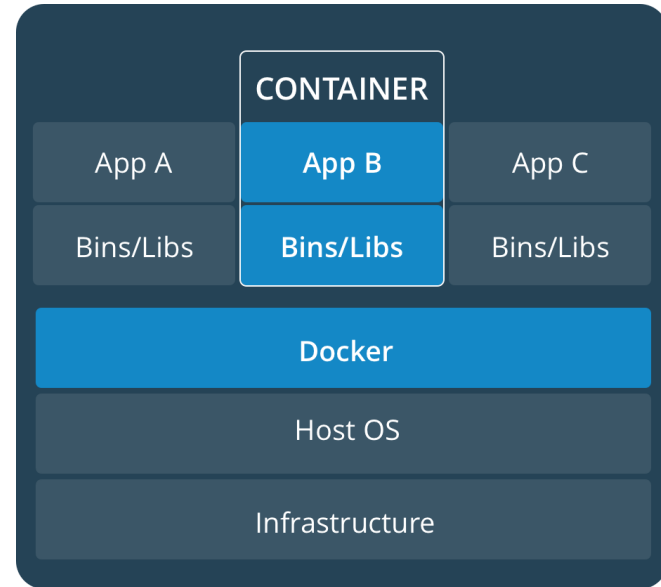 CONTAINER
App A App B App C
Bins/Libs Bins/Libs Bins/Libs
Docker
Host OS
Infrastructure